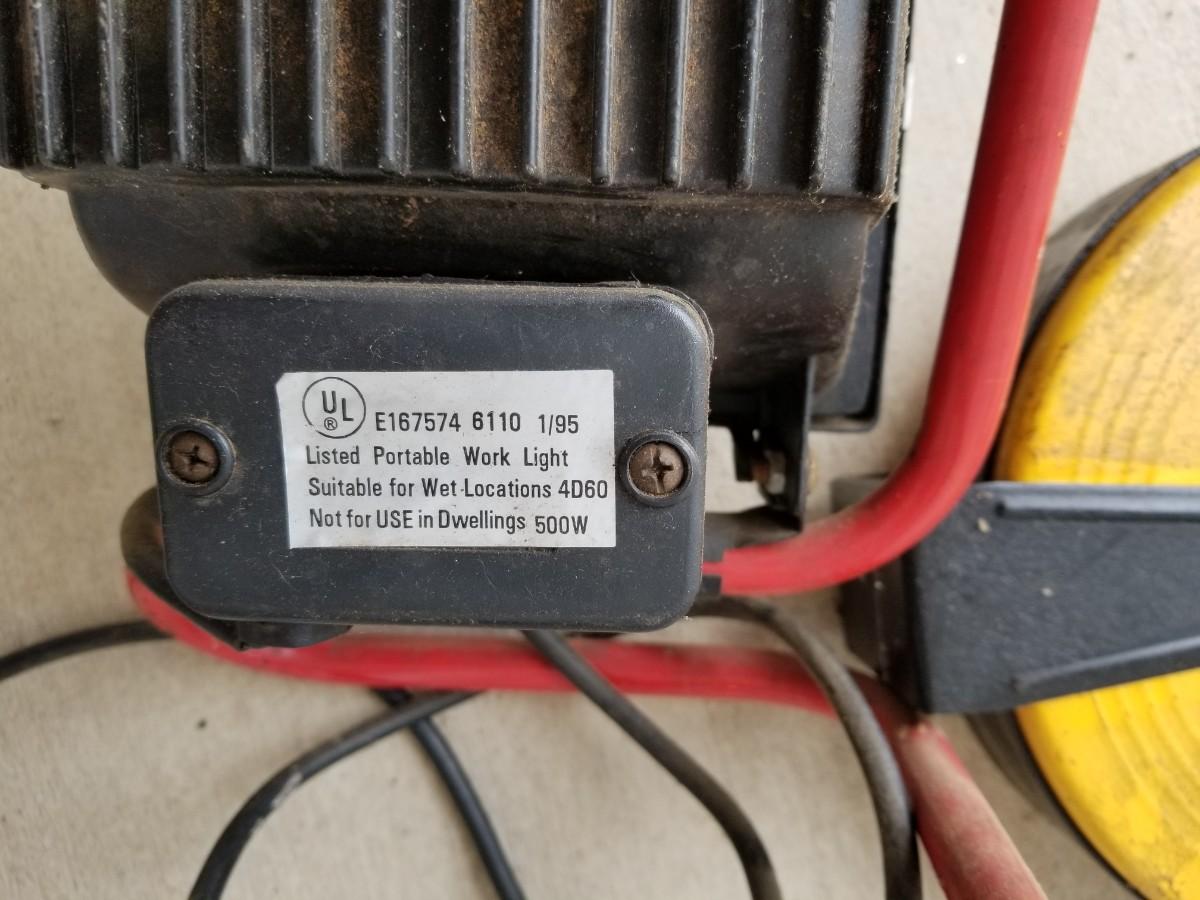 UL ® E167574 6110 1/95
Listed Portable Work Light
Suitable for Wet-Locations 4D60
Not for USE in Dwellings 500W